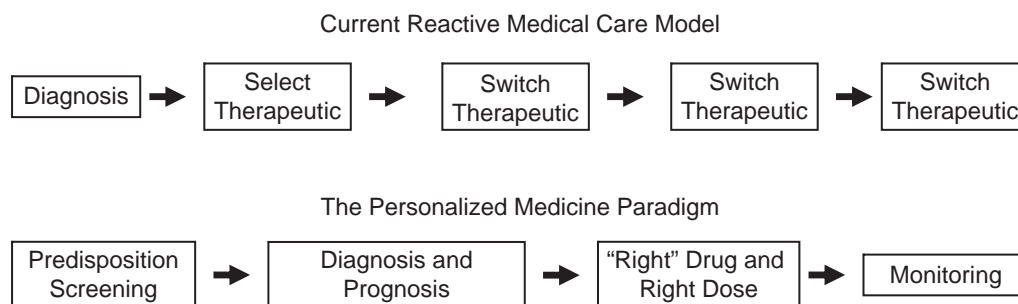 Current Reactive Medical Care Model
Diagnosis
Select
Therapeutic
Switch
Therapeutic
Switch
Therapeutic
Switch
Therapeutic
The Personalized Medicine Paradigm
Predisposition
Screening
Diagnosis and
Prognosis
“Right” Drug and
Right Dose
Monitoring